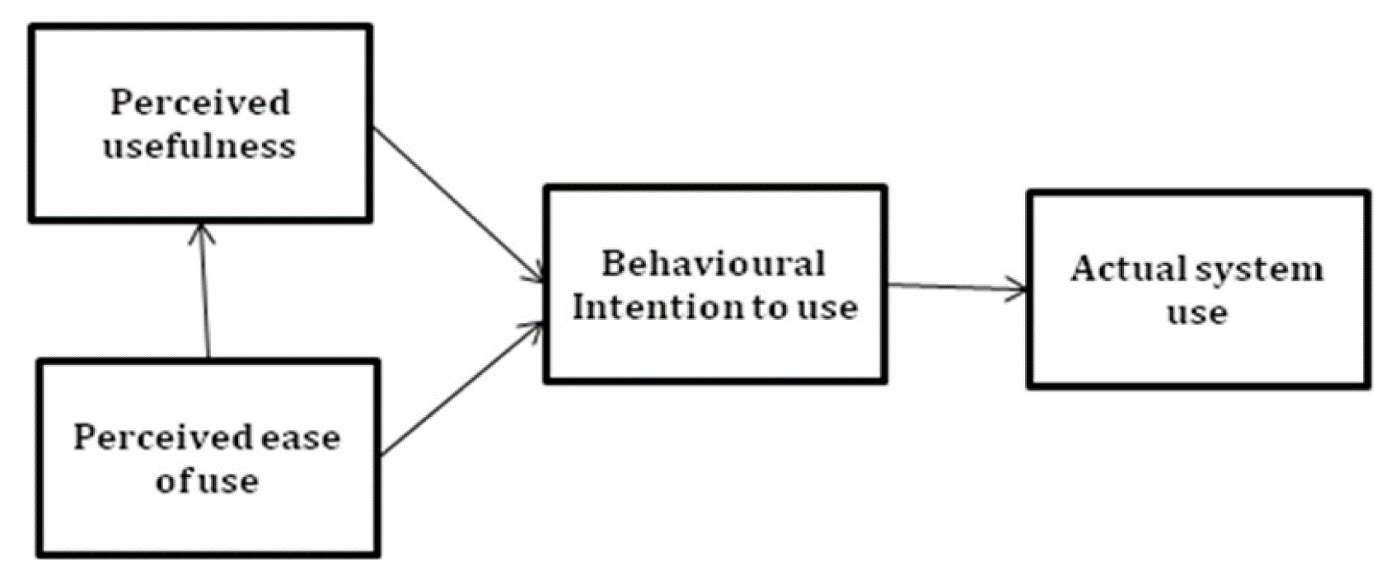 Perceived
usefulness
Behavioural
Intention to use
Actual system
use
Perceived ease
of use